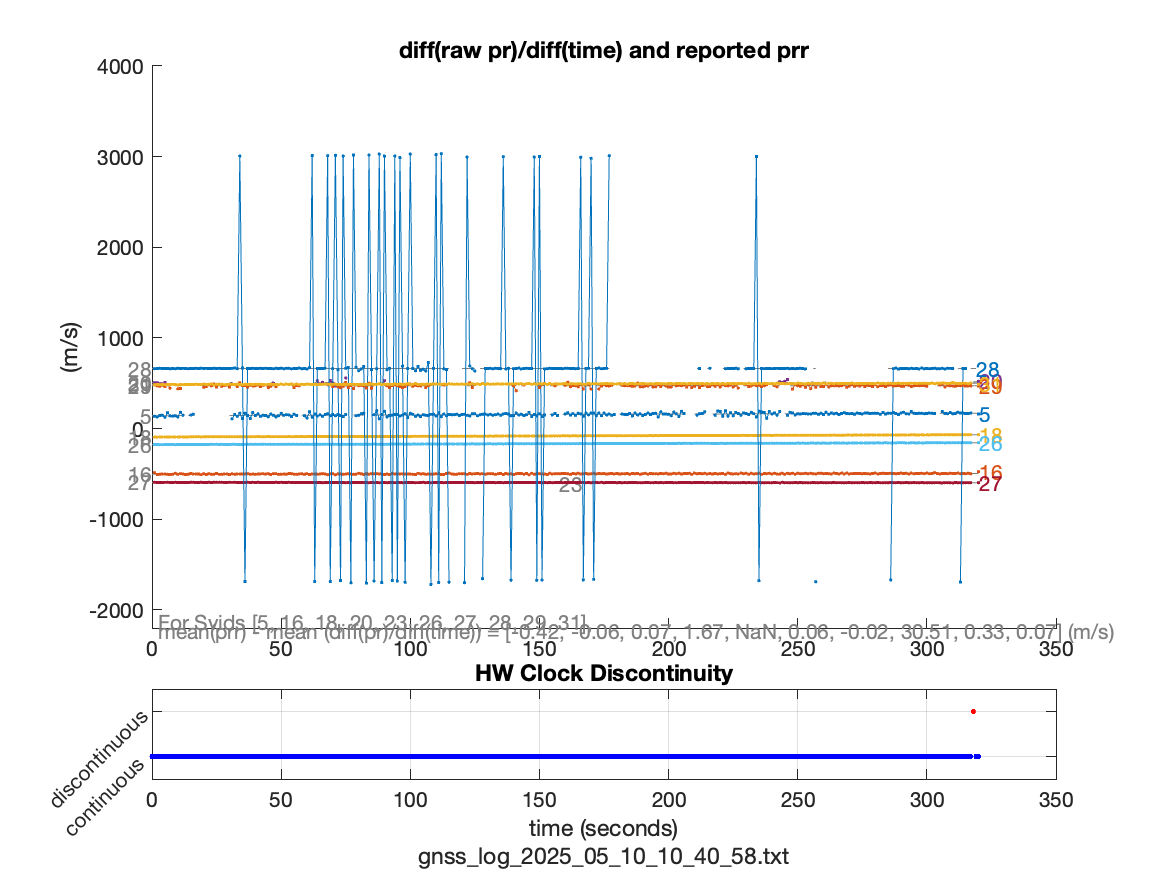 diff(raw pr)/diff(time) and reported prr
4000
3000
2000
1000
0
-1000
-2000
(m/s)
28
5
26
16
27
23
28
29
5
18
26
16
27
For Svids [5, 16, 18, 20, 23, 26, 27, 28, 29, 31]
mean(prr) - mean (diff(pr)/diff(time)) = [-0.42, -0.06, 0.07, 1.67, NaN, 0.06, -0.02, 30.51, 0.33, 0.07] (m/s)
0 50 100 150 200 250 300 350
HW Clock Discontinuity
discontinuous
continuous
0 50 100 150 200 250 300 350
time (seconds)
gnss_log_2025_05_10_10_40_58.txt